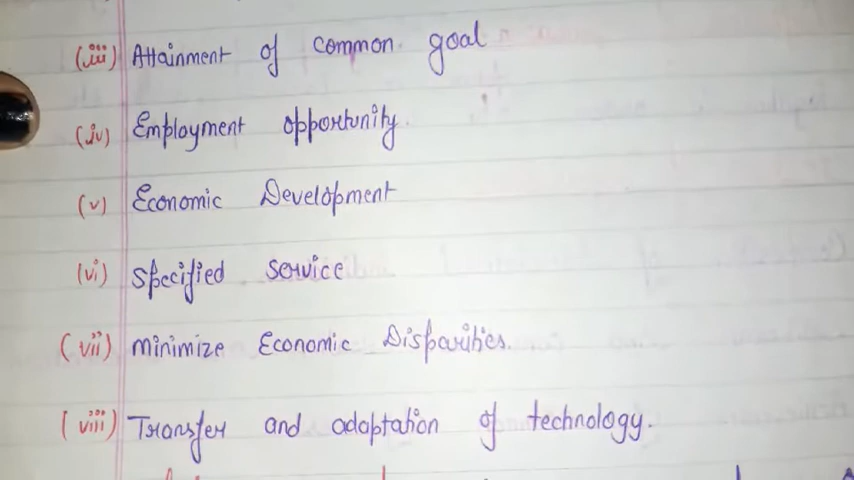 (iii) Attainment of common goal
(iv) Employment opportunity.
(v) Economic Development
(vi) Specified service
(vii) Minimize Economic Disparities.
(viii) Transfer and adaptation of technology.